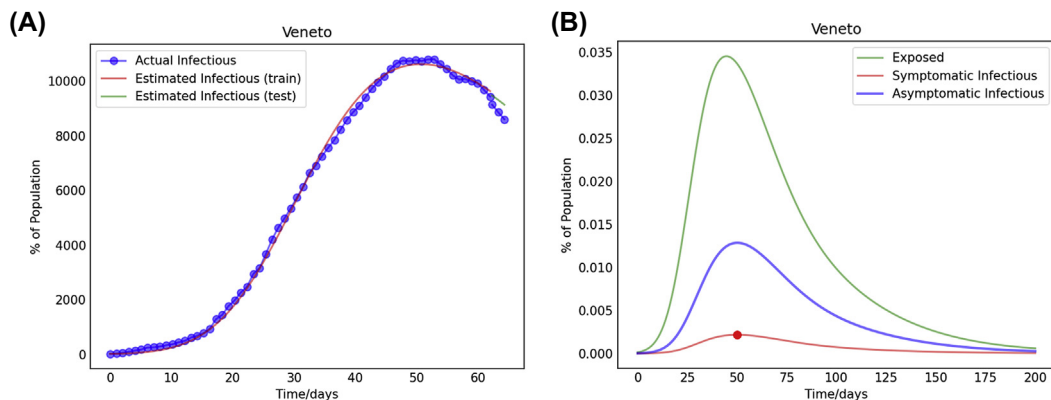 (A)
Veneto
Actual Infectious
Estimated Infectious (train)
Estimated Infectious (test)
10000
8000
6000
4000
2000
0
% of Population
0 10 20 30 40 50 60
Time/days
(B)
Veneto
Exposed
Symptomatic Infectious
Asymptomatic Infectious
0.035
0.030
0.025
0.020
0.015
0.010
0.005
0.000
% of Population
0 25 50 75 100 125 150 175 200
Time/days